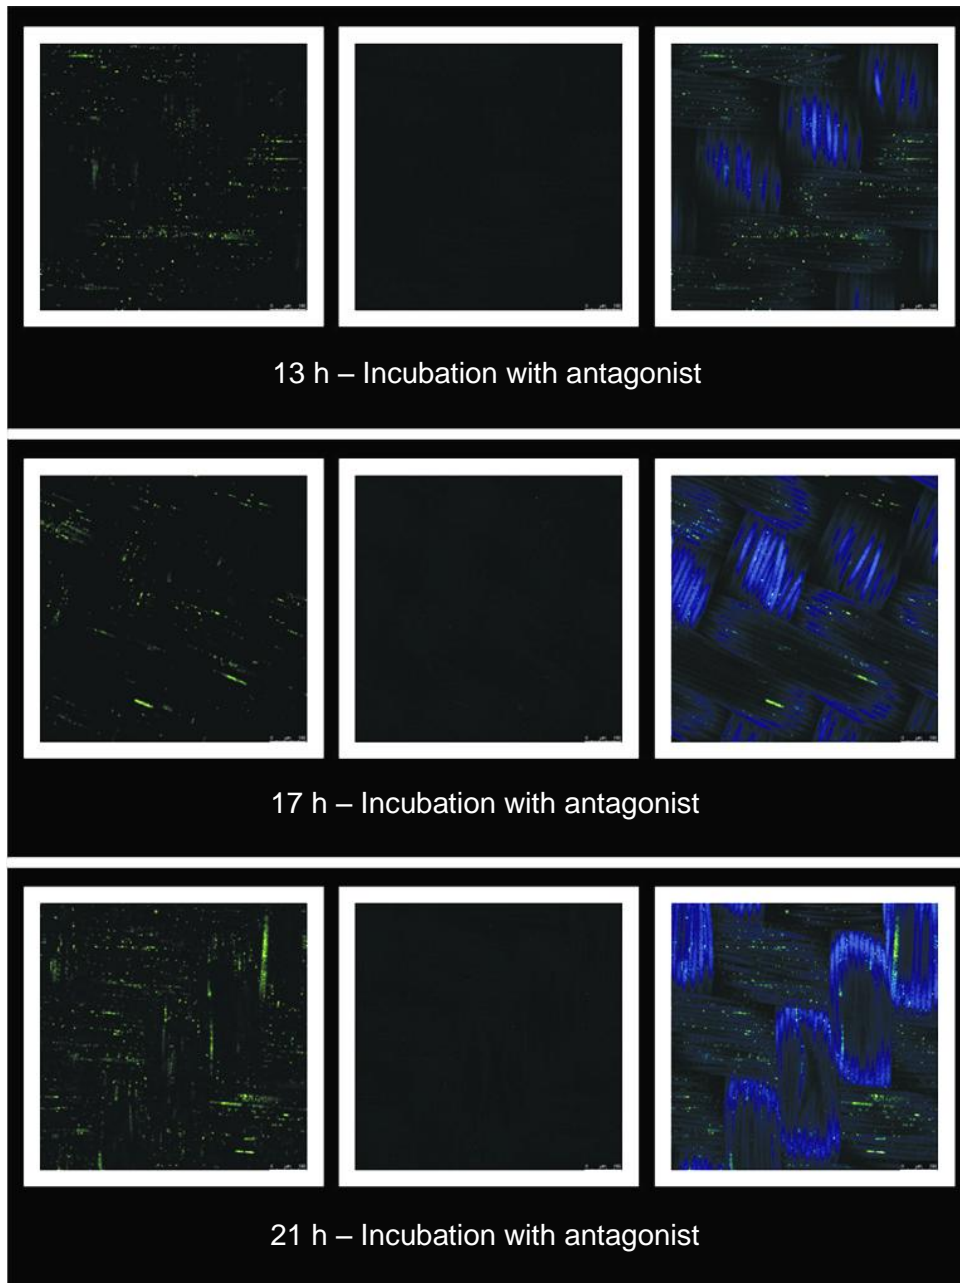 13 h – Incubation with antagonist
17 h – Incubation with antagonist
21 h – Incubation with antagonist